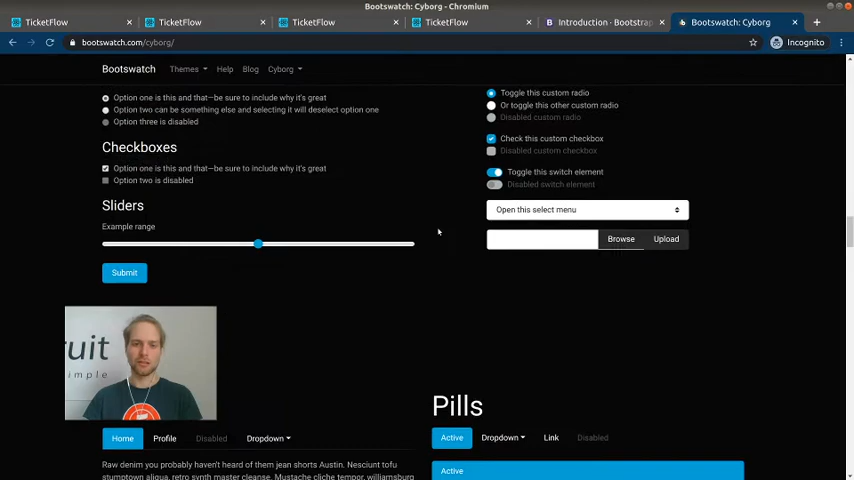 Bootswatch: Cyborg - Chromium
TicketFlow × TicketFlow × TicketFlow × TicketFlow × Introduction · Bootstrap × Bootswatch: Cyborg × +
bootswatch.com/cyborg/ Incognito
Bootswatch Themes Help Blog Cyborg
Option one is this and that—be sure to include why it's great
Option two can be something else and selecting it will deselect option one
Option three is disabled
Checkboxes
Option one is this and that—be sure to include why it's great
Option two is disabled
Sliders
Example range
Submit
Toggle this custom radio
Or toggle this other custom radio
Disabled custom radio
Check this custom checkbox
Disabled custom checkbox
Toggle this switch element
Disabled switch element
Open this select menu
Browse Upload
ruit
simple
Home Profile Disabled Dropdown
Raw denim you probably haven't heard of them jean shorts Austin. Nesciunt tofu
stumptown aliqua, retro synth master cleanse. Mustache cliche tempor, williamsburg
Pills
Active Dropdown Link Disabled
Active